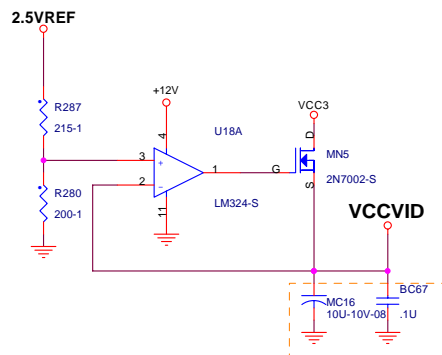 2.5VREF
+12V
R287
215-1
U18A
VCC3
4
D
3
+
MN5
1
G
2
-
2N7002-S
S
R280
200-1
11
LM324-S
VCCVID
BC67
MC16
10U-10V-08
.1U